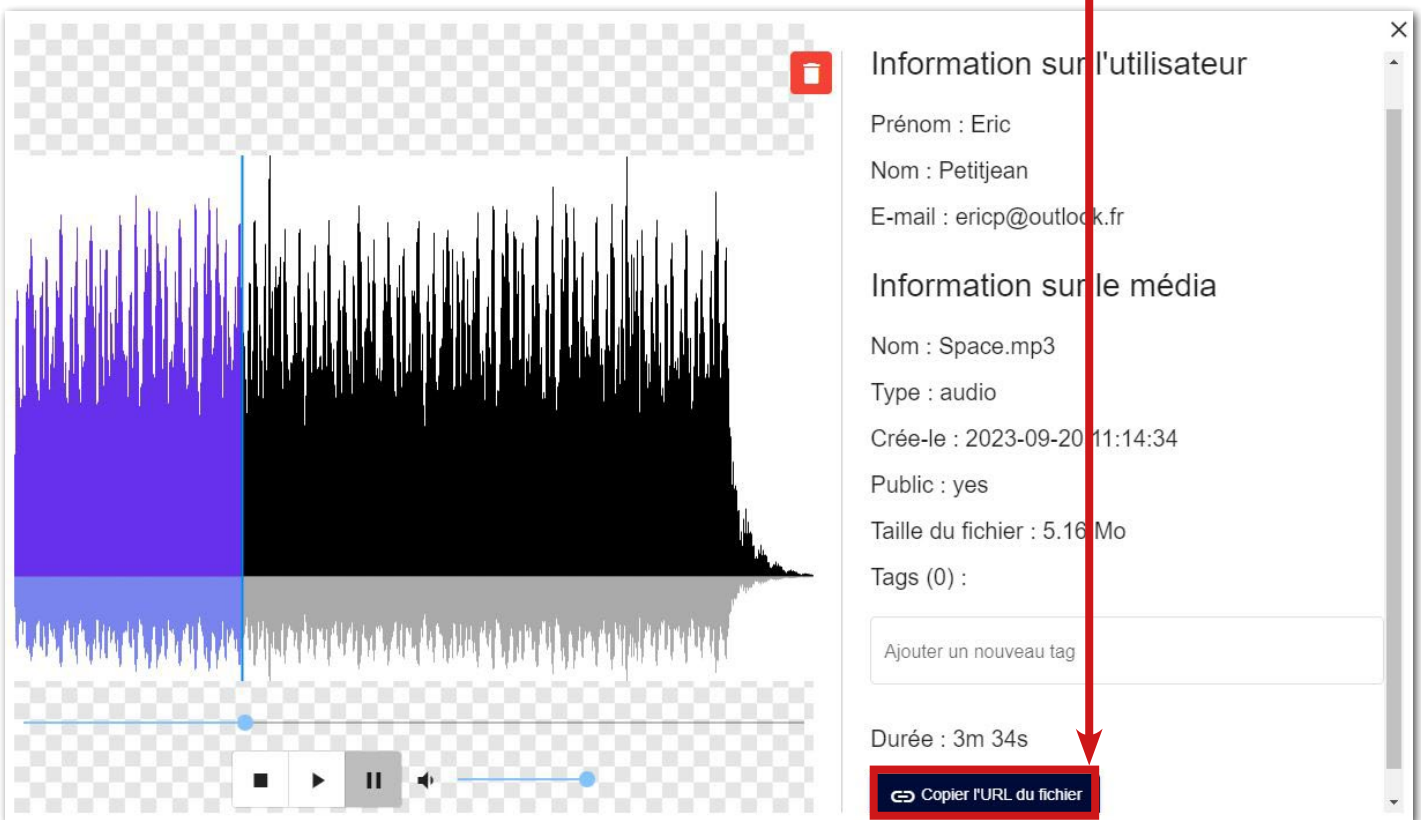 Information sur l'utilisateur
Prénom : Eric
Nom : Petitjean
E-mail : ericp@outlook.fr
Information sur le média
Nom : Space.mp3
Type : audio
Crée-le : 2023-09-20 11:14:34
Public : yes
Taille du fichier : 5.16 Mo
Tags (0) :
Ajouter un nouveau tag
Durée : 3m 34s
Copier l'URL du fichier